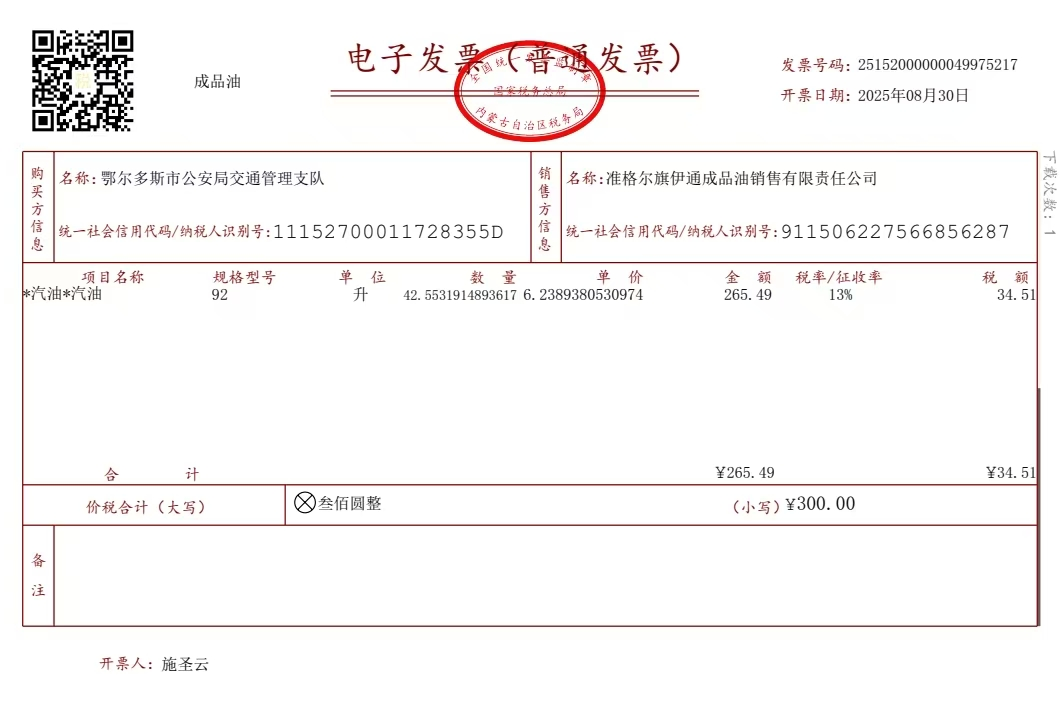 电子发票（普通发票）
成品油
全国统一发票监制章
国家税务总局
内蒙古自治区税务局
发票号码：25152000000049975217
开票日期：2025年08月30日
下载次数：1
购买方信息
名称：鄂尔多斯市公安局交通管理支队
统一社会信用代码/纳税人识别号：11152700011728355D
销售方信息
名称：准格尔旗伊通成品油销售有限责任公司
统一社会信用代码/纳税人识别号：911506227566856287
项目名称 规格型号 单位 数量 单价 金额 税率/征收率 税额
*汽油*汽油 92 升 42.5531914893617 6.2389380530974 265.49 13% 34.51
合计 ¥265.49 ¥34.51
价税合计（大写） 叁佰圆整 （小写）¥300.00
备注
开票人：施圣云